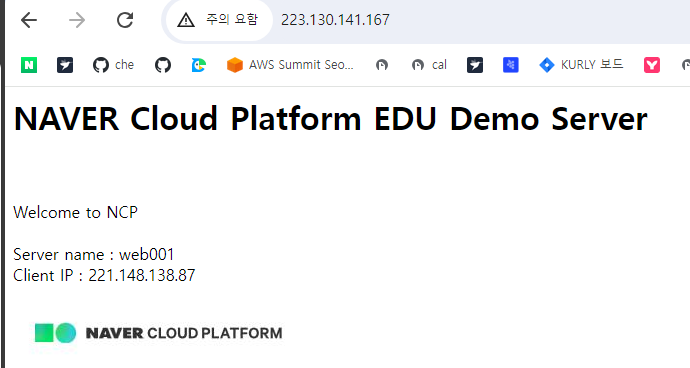 주의 요함 223.130.141.167
N che AWS Summit Seo... cal KURLY 보드 Y
NAVER Cloud Platform EDU Demo Server
Welcome to NCP
Server name : web001
Client IP : 221.148.138.87
NAVER CLOUD PLATFORM